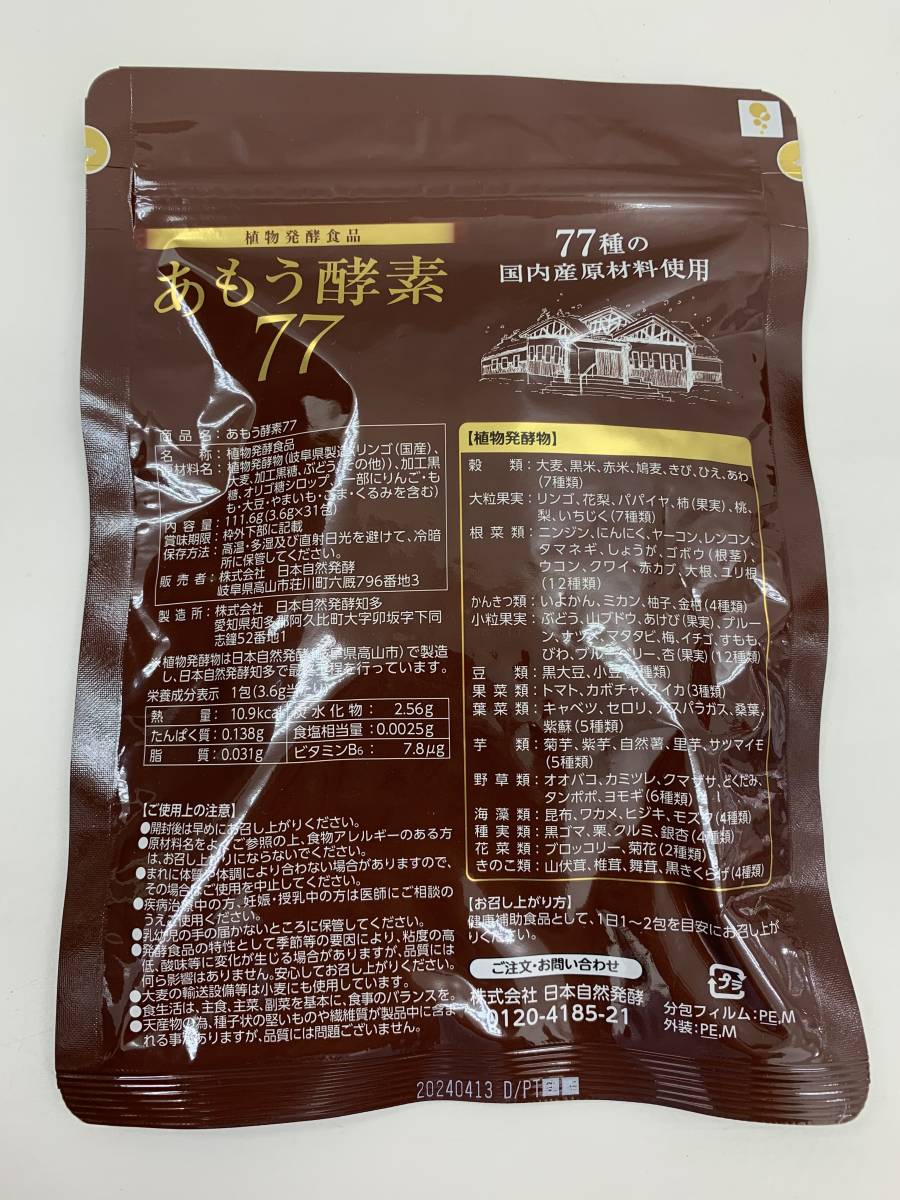 植物発酵食品
あもう酵素
77
77種の
国内産原材料使用
商品名:あもう酵素77
名称:植物発酵食品
原材料名:植物発酵物(岐阜県製造)(リンゴ(国産)、
大麦、加工黒糖、ぶどう、その他))、加工黒
糖、オリゴ糖シロップ、(一部にりんご・も
も・大豆・やまいも・ごま・くるみを含む)
内容量:111.6g(3.6g×31包)
賞味期限:枠外下部に記載
保存方法:高温・多湿及び直射日光を避けて、冷暗
所に保管してください。
販売者:株式会社 日本自然発酵
岐阜県高山市荘川町六厩796番地3
製造所:株式会社 日本自然発酵知多
愛知県知多郡阿久比町大字卯坂字下同
志鐘52番地1
※植物発酵物は日本自然発酵(岐阜県高山市)で製造
し、日本自然発酵知多で最終工程を行っています。
栄養成分表示 1包(3.6g当たり)
熱量:10.9kcal 炭水化物:2.56g
たんぱく質:0.138g 食塩相当量:0.0025g
脂質:0.031g ビタミンB6:7.8μg
【ご使用上の注意】
●開封後は早めにお召し上がりください。
●原材料名をよくご参照の上、食物アレルギーのある方
は、お召し上がりにならないでください。
●まれに体質や体調により合わない場合がありますので、
その場合はご使用を中止してください。
●疾病治療中の方、妊娠・授乳中の方は医師にご相談の
うえご使用ください。
●乳幼児の手の届かないところに保管してください。
●発酵食品の特性として季節等の要因により、粘度の高
低、酸味等に変化が生じる場合がありますが、品質には
何ら影響はありません。安心してお召し上がりください。
●大麦の輸送設備等は小麦にも使用しています。
●食生活は、主食、主菜、副菜を基本に、食事のバランスを。
●天産物の為、種子状の堅いものや繊維質が製品中に含ま
れる事がありますが、品質には問題ございません。
【植物発酵物】
穀類:大麦、黒米、赤米、鳩麦、きび、ひえ、あわ
(7種類)
大粒果実:リンゴ、花梨、パパイヤ、柿(果実)、桃、
梨、いちじく(7種類)
根菜類:ニンジン、にんにく、ヤーコン、レンコン、
タマネギ、しょうが、ゴボウ(根茎)、
ウコン、クワイ、赤カブ、大根、ユリ根
(12種類)
かんきつ類:いよかん、ミカン、柚子、金柑(4種類)
小粒果実:ぶどう、山ブドウ、あけび(果実)、プルー
ン、ナツメ、マタタビ、梅、イチゴ、すもも、
びわ、ブルーベリー、杏(果実)(12種類)
豆類:黒大豆、小豆(2種類)
果菜類:トマト、カボチャ、スイカ(3種類)
葉菜類:キャベツ、セロリ、アスパラガス、桑葉、
紫蘇(5種類)
芋類:菊芋、紫芋、自然薯、里芋、サツマイモ
(5種類)
野草類:オオバコ、カミツレ、クマザサ、どくだみ、
タンポポ、ヨモギ(6種類)
海藻類:昆布、ワカメ、ヒジキ、モズク(4種類)
種実類:黒ゴマ、栗、クルミ、銀杏(4種類)
花菜類:ブロッコリー、菊花(2種類)
きのこ類:山伏茸、椎茸、舞茸、黒きくらげ(4種類)
【お召し上がり方】
健康補助食品として、1日1〜2包を目安にお召し上が
りください。
ご注文・お問い合わせ
株式会社 日本自然発酵
0120-4185-21
プラ
分包フィルム:PE,M
外装:PE,M
20240413 D/PT